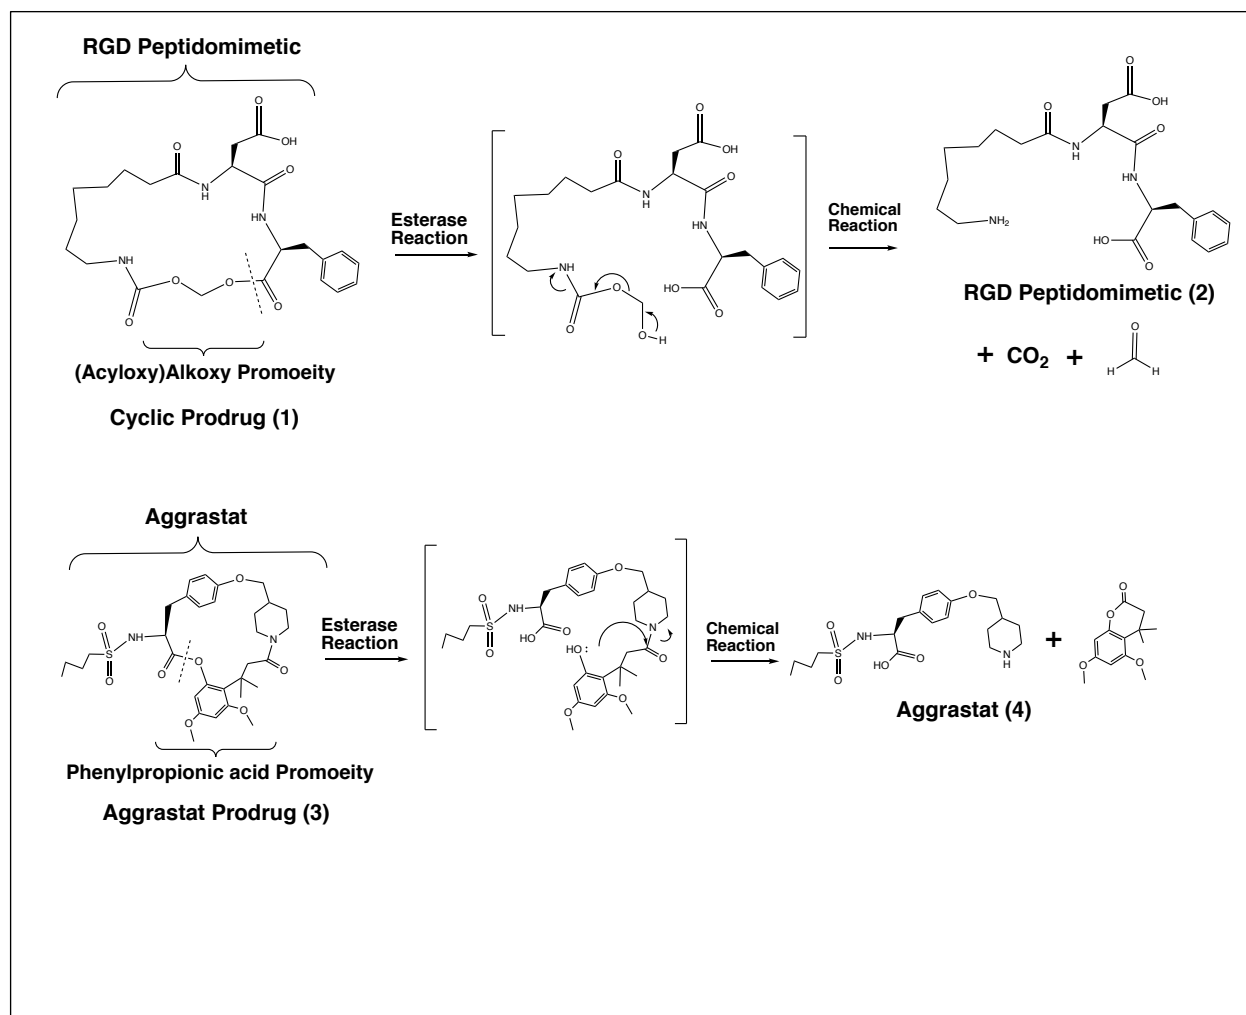 RGD Peptidomimetic
O
OH
O
N
H
O
HN
NH
O
O
O
O
(Acyloxy)Alkoxy Promoeity
Cyclic Prodrug (1)
Esterase
Reaction
O
OH
O
N
H
O
HN
NH
O
O
HO
O
O
H
Chemical
Reaction
O
OH
O
N
H
O
HN
NH2
HO
O
RGD Peptidomimetic (2)
+ CO2 +
O
H H
Aggrastat
O
O
S
O
NH
N
O
O
O
O
O
Phenylpropionic acid Promoeity
Aggrastat Prodrug (3)
Esterase
Reaction
O
O
S
O
NH
HO
O
N
HO:
O
O
O
Chemical
Reaction
O
O
S
O
NH
HO
O
N
H
Aggrastat (4)
+
O
O
O
O